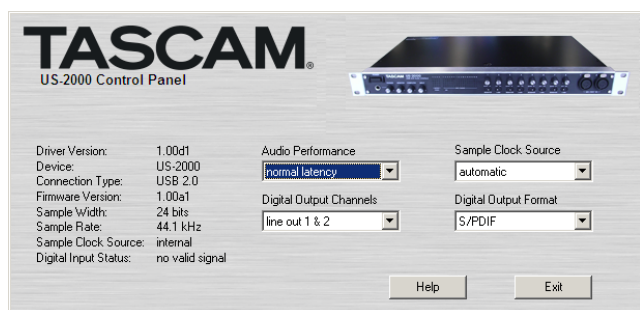 TASCAM®
US-2000 Control Panel
TASCAM
Driver Version: 1.00d1
Device: US-2000
Connection Type: USB 2.0
Firmware Version: 1.00a1
Sample Width: 24 bits
Sample Rate: 44.1 kHz
Sample Clock Source: internal
Digital Input Status: no valid signal
Audio Performance
normal latency
Sample Clock Source
automatic
Digital Output Channels
line out 1 & 2
Digital Output Format
S/PDIF
Help
Exit